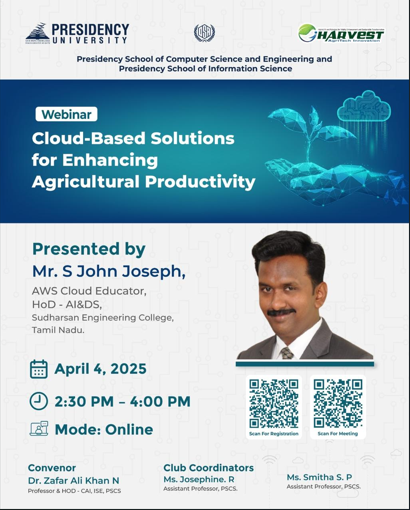 PRESIDENCY
UNIVERSITY
HARVEST
Presidency School of Computer Science and Engineering and
Presidency School of Information Science
Webinar
Cloud-Based Solutions
for Enhancing
Agricultural Productivity
Presented by
Mr. S John Joseph,
AWS Cloud Educator,
HoD - AI&DS,
Sudharsan Engineering College,
Tamil Nadu.
April 4, 2025
2:30 PM – 4:00 PM
Mode: Online
Scan For Registration
Scan For Meeting
Convenor
Dr. Zafar Ali Khan N
Professor & HOD - CAI, ISE, PSCS
Club Coordinators
Ms. Josephine. R
Assistant Professor, PSCS.
Ms. Smitha S. P
Assistant Professor, PSCS.